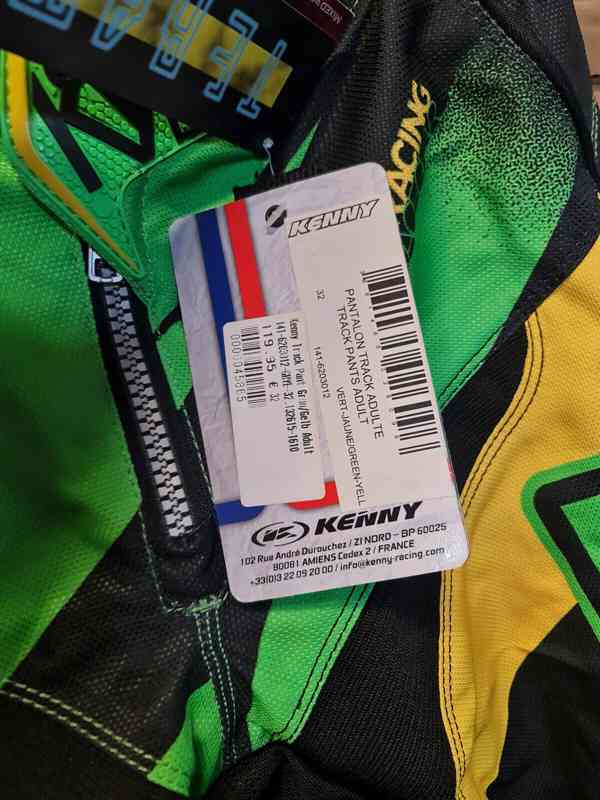 MIXED
RACING
KENNY
PANTALON TRACK ADULTE
TRACK PANTS ADULT
VERT-JAUNE/GREEN-YELL
32
141-6203012
Kenny Track Pant Grün/Gelb Adult
119.95 € 32
0001045865
KENNY
102 Rue André Durouchez / ZI NORD – BP 60025
80081 AMIENS Cedex 2 / FRANCE
+33(0)3 22 09 20 00 / info@kenny-racing.com